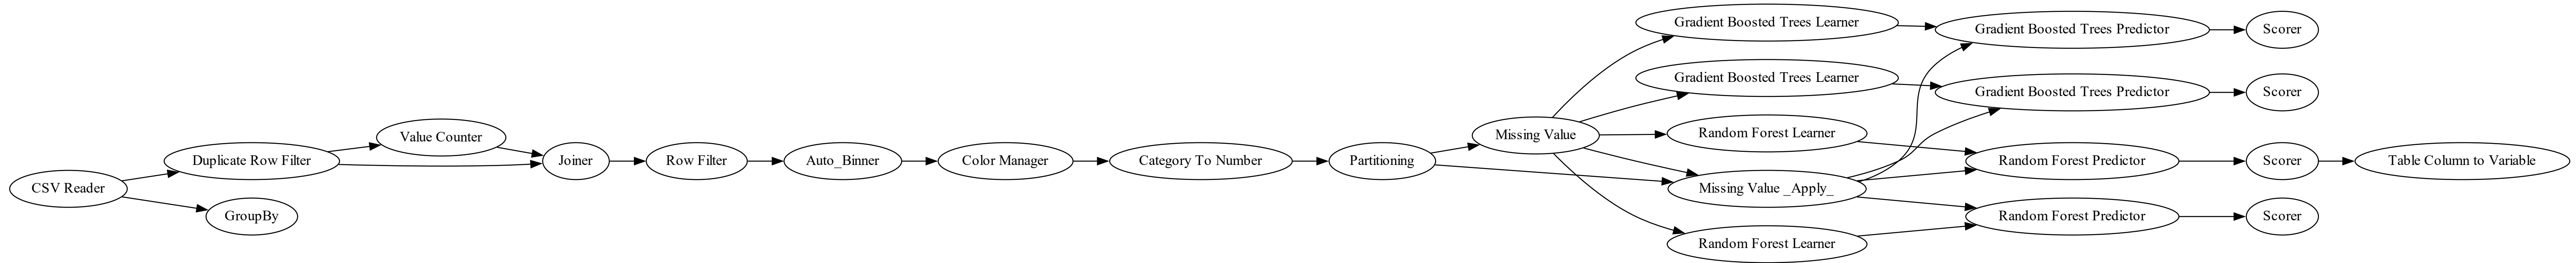 CSV Reader
Duplicate Row Filter
GroupBy
Value Counter
Joiner
Row Filter
Auto_Binner
Color Manager
Category To Number
Partitioning
Missing Value
Gradient Boosted Trees Learner
Gradient Boosted Trees Learner
Random Forest Learner
Missing Value _Apply_
Random Forest Learner
Gradient Boosted Trees Predictor
Gradient Boosted Trees Predictor
Random Forest Predictor
Random Forest Predictor
Scorer
Scorer
Scorer
Scorer
Table Column to Variable